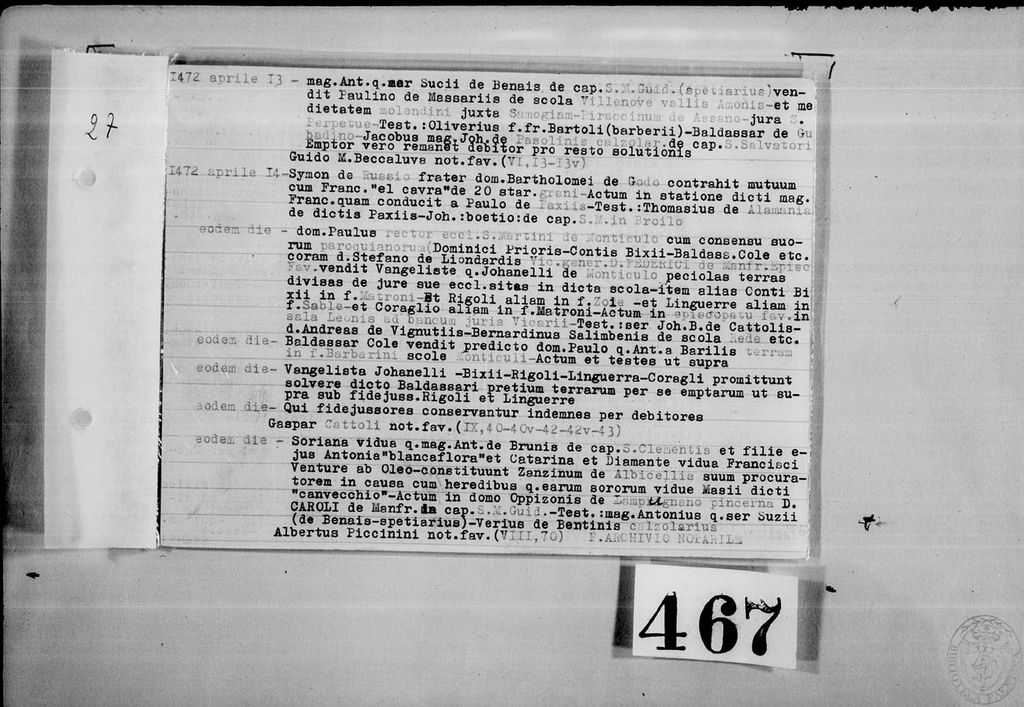 27
1472 aprile I3 - mag.Ant.q.mer Sucii de Benais de cap.S.M.Guid.(spetiarius)ven-
dit Paulino de Massariis de scola Villenove vallis Amonis-et me
dietatem molendini juxta Samogiam-Firaccinum de Assano-jura S.
Perpetue-Test.:Oliverius f.fr.Bartoli(barberii)-Baldassar de Gu
badino-Jacobus mag.Joh.de Pasolinis calzolar.de cap.S.Salvatori
Emptor vero remanet debitor pro resto solutionis
Guido M.Beccaluva not.fav.(VI,I3-I3v)
1472 aprile I4-Symon de Russio frater dom.Bartholomei de Godo contrahit mutuum
cum Franc."el cavra"de 20 star.grani-Actum in statione dicti mag.
Franc.quam conducit a Paulo de Paxiis-Test.:Thomasius de Alamania
de dictis Paxiis-Joh.:boetio:de cap.S.M.in Broilo
eodem die - dom.Paulus rector eccl.S.Martini de Monticulo cum consensu suo-
rum paroquianorum(Dominici Prioris-Contis Bixii-Baldass.Cole etc.
coram d.Stefano de Liondardis Vic.gener.D.FEDERICI de Manfr.Episc
Fav.vendit Vangeliste q.Johanelli de Monticulo peciolas terras
divisas de jure sue eccl.sitas in dicta scola-item alias Conti Bi
xii in f.Matroni-Et Rigoli aliam in f.Zoie -et Linguerre aliam in
f.Sable-et Coraglio aliam in f.Matroni-Actum in episcopatu fav.in
sala Leonis ad bancum juris Vicarii-Test.:ser Joh.B.de Cattolis-
d.Andreas de Vignutiis-Bernardinus Salimbenis de scola Rede etc.
eodem die- Baldassar Cole vendit predicto dom.Paulo q.Ant.a Barilis terram
in f.Barbarini scole Monticuli-Actum et testes ut supra
eodem die- Vangelista Johanelli -Bixii-Rigoli-Linguerra-Coragli promittunt
solvere dicto Baldassari pretium terrarum per se emptarum ut su-
pra sub fidejuss.Rigoli et Linguerre
eodem die- Qui fidejussores conservantur indemnes per debitores
Gaspar Cattoli not.fav.(IX,40-40v-42-42v-43)
eodem die - Soriana vidua q.mag.Ant.de Brunis de cap.S.Clementis et filie e-
jus Antonia"blancaflora"et Catarina et Diamante vidua Francisci
Venture ab Oleo-constituunt Zanzinum de Albicellis suum procura-
torem in causa cum heredibus q.earum sororum vidue Masii dicti
"canvecchio"-Actum in domo Oppizonis de Lampugnano pincerna D.
CAROLI de Manfr.in cap.S.M.Guid.-Test.:mag.Antonius q.ser Suzii
(de Benais-spetiarius)-Verius de Bentinis calzolarius
Albertus Piccinini not.fav.(VIII,70) F.ARCHIVIO NOTARILE
467